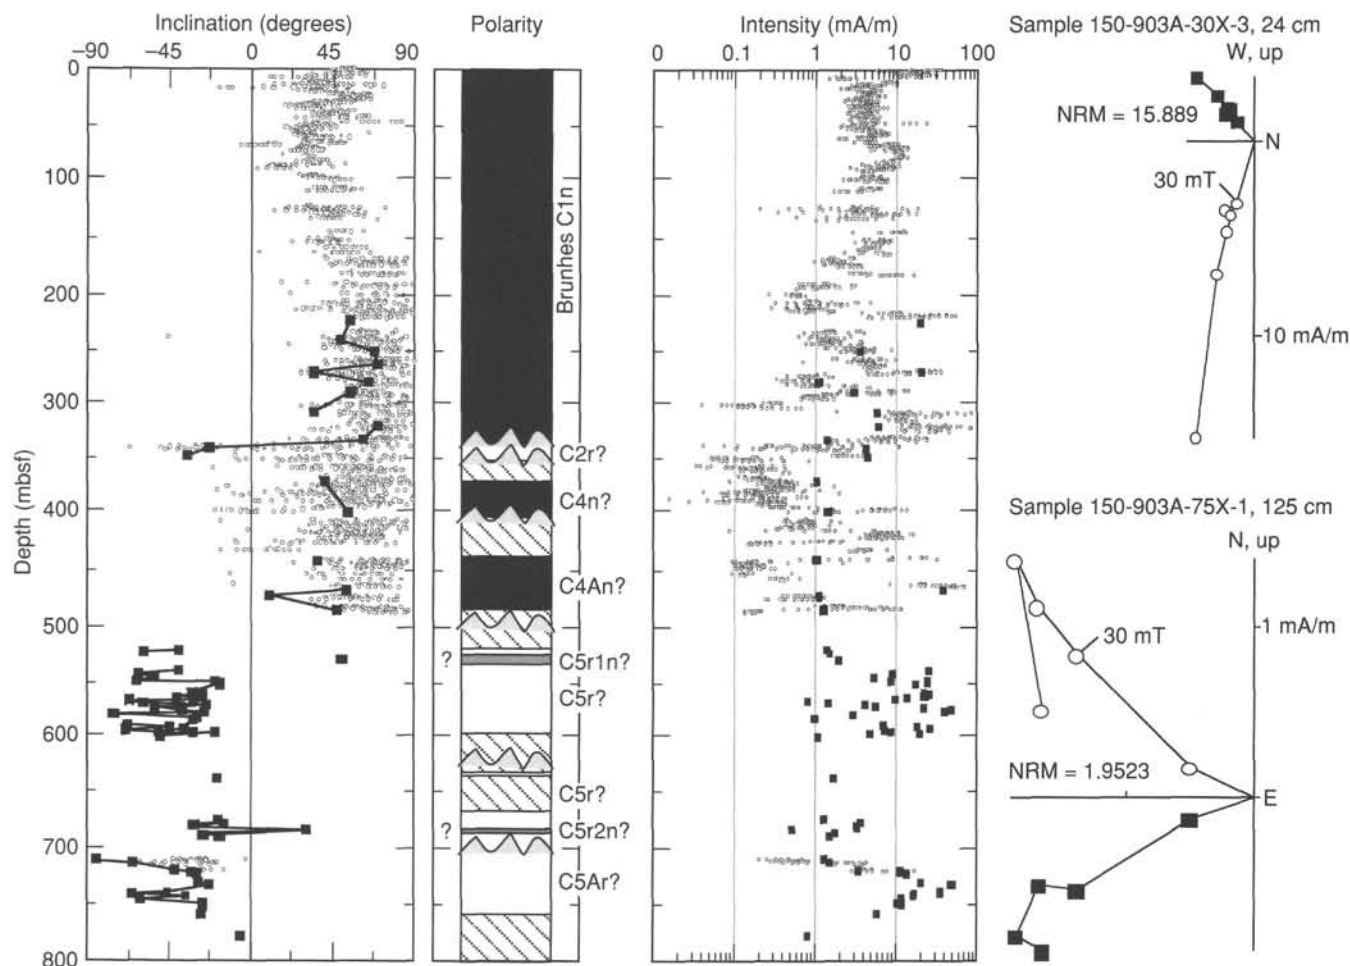 Inclination (degrees)
−90 −45 0 45 90
Polarity
Intensity (mA/m)
0 0.1 1 10 100
Sample 150-903A-30X-3, 24 cm
W, up
NRM = 15.889
N
30 mT
10 mA/m
Sample 150-903A-75X-1, 125 cm
N, up
30 mT
1 mA/m
NRM = 1.9523
E
Depth (mbsf)
0
100
200
300
400
500
600
700
800
Brunhes C1n
C2r?
C4n?
C4An?
? C5r1n?
C5r?
C5r?
? C5r2n?
C5Ar?